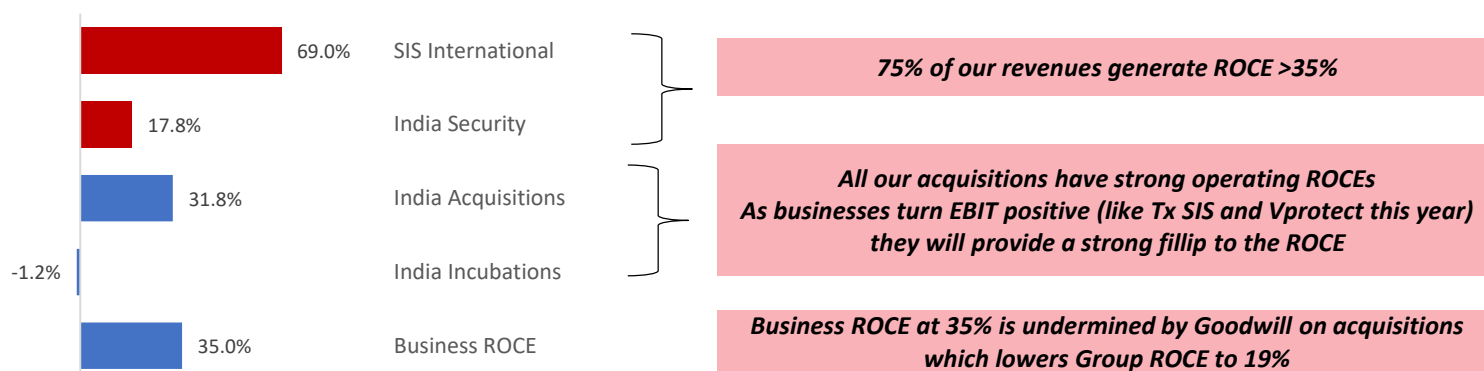 69.0% SIS International
75% of our revenues generate ROCE >35%
17.8% India Security
31.8% India Acquisitions
All our acquisitions have strong operating ROCEs
As businesses turn EBIT positive (like Tx SIS and Vprotect this year)
they will provide a strong fillip to the ROCE
-1.2% India Incubations
35.0% Business ROCE
Business ROCE at 35% is undermined by Goodwill on acquisitions
which lowers Group ROCE to 19%